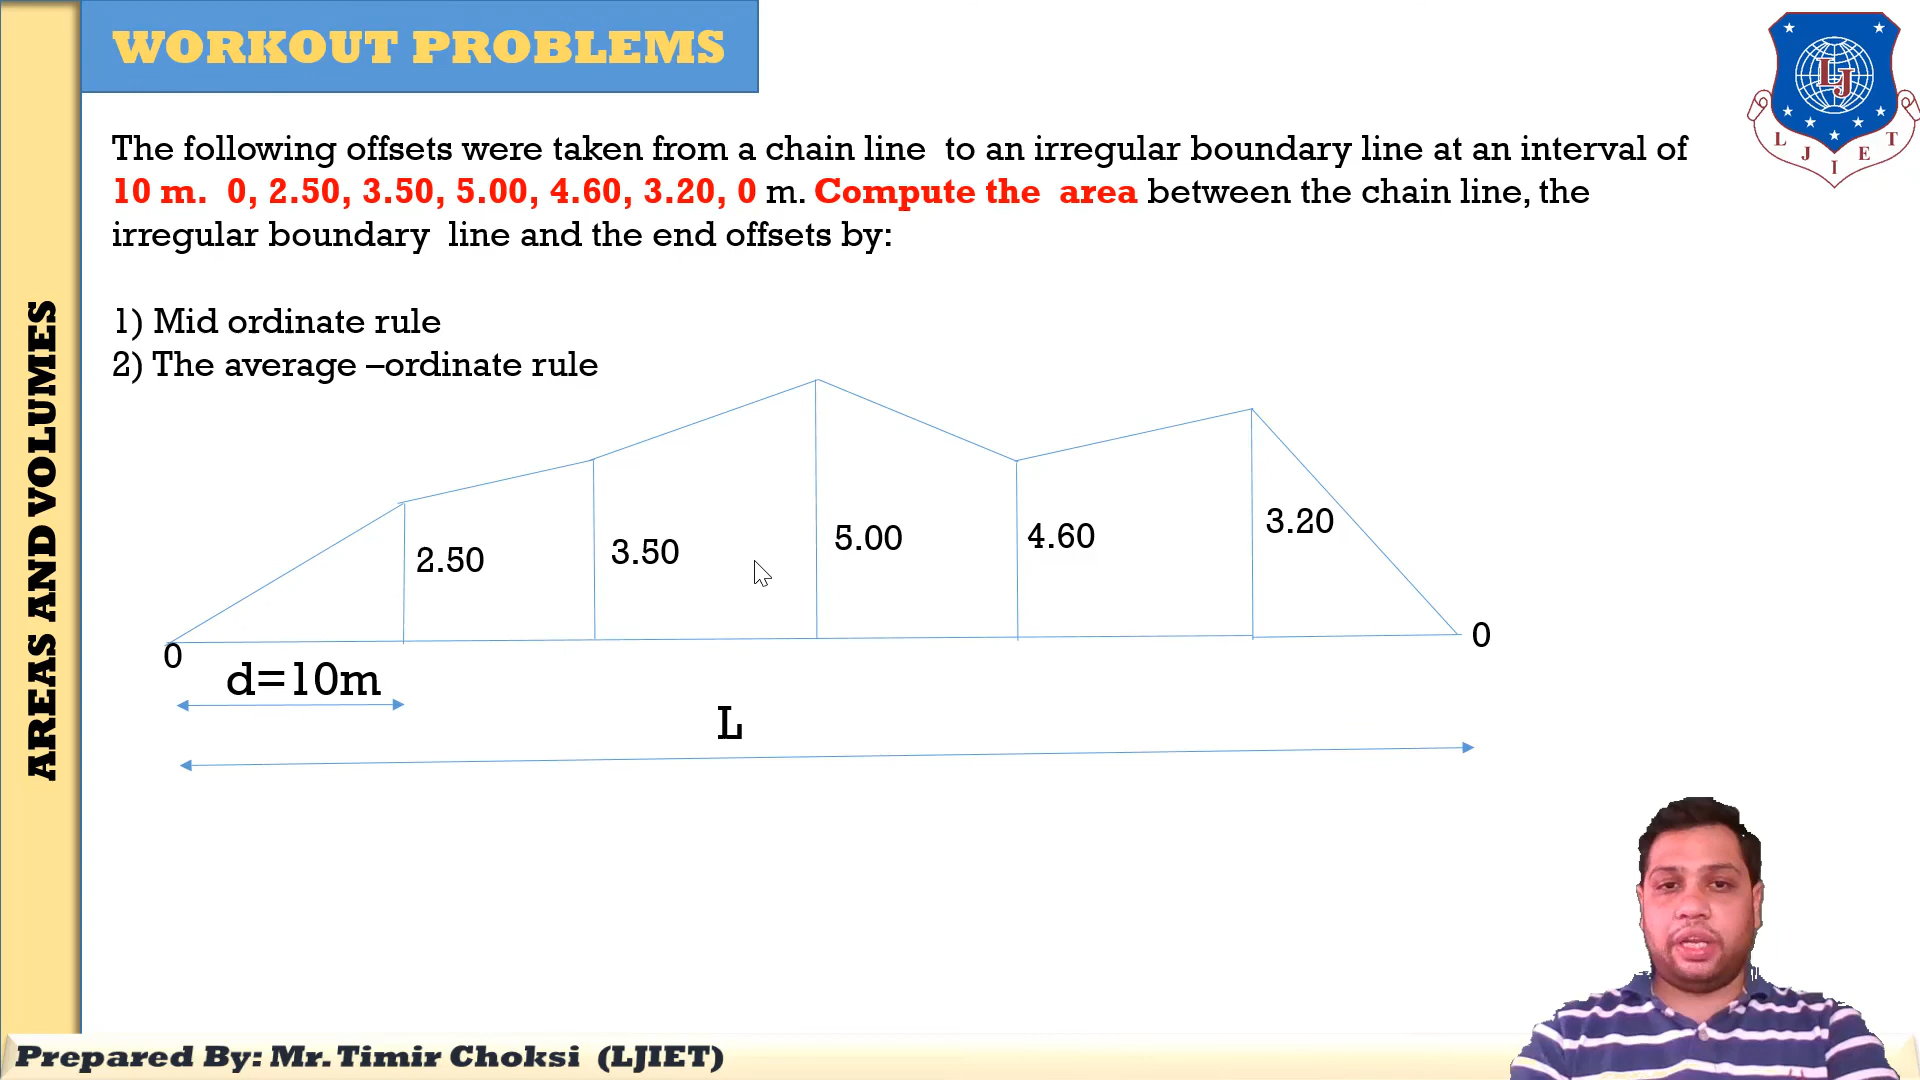 WORKOUT PROBLEMS
L J I E T
LJ
The following offsets were taken from a chain line to an irregular boundary line at an interval of
10 m. 0, 2.50, 3.50, 5.00, 4.60, 3.20, 0 m. Compute the area between the chain line, the
irregular boundary line and the end offsets by:
1) Mid ordinate rule
2) The average –ordinate rule
2.50
3.50
5.00
4.60
3.20
0
0
d=10m
L
AREAS AND VOLUMES
Prepared By: Mr. Timir Choksi (LJIET)